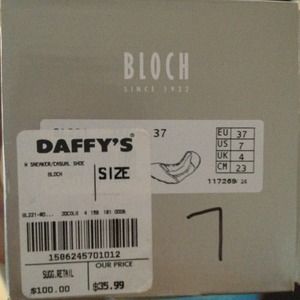 BLOCH
SINCE 1932
37
EU 37
US 7
UK 4
CM 23
DAFFY'S
W SNEAKER/CASUAL SHOE
BLOCH
SIZE
1506245701012
SUGG.RETAIL
OUR PRICE
$100.00
$35.99
7